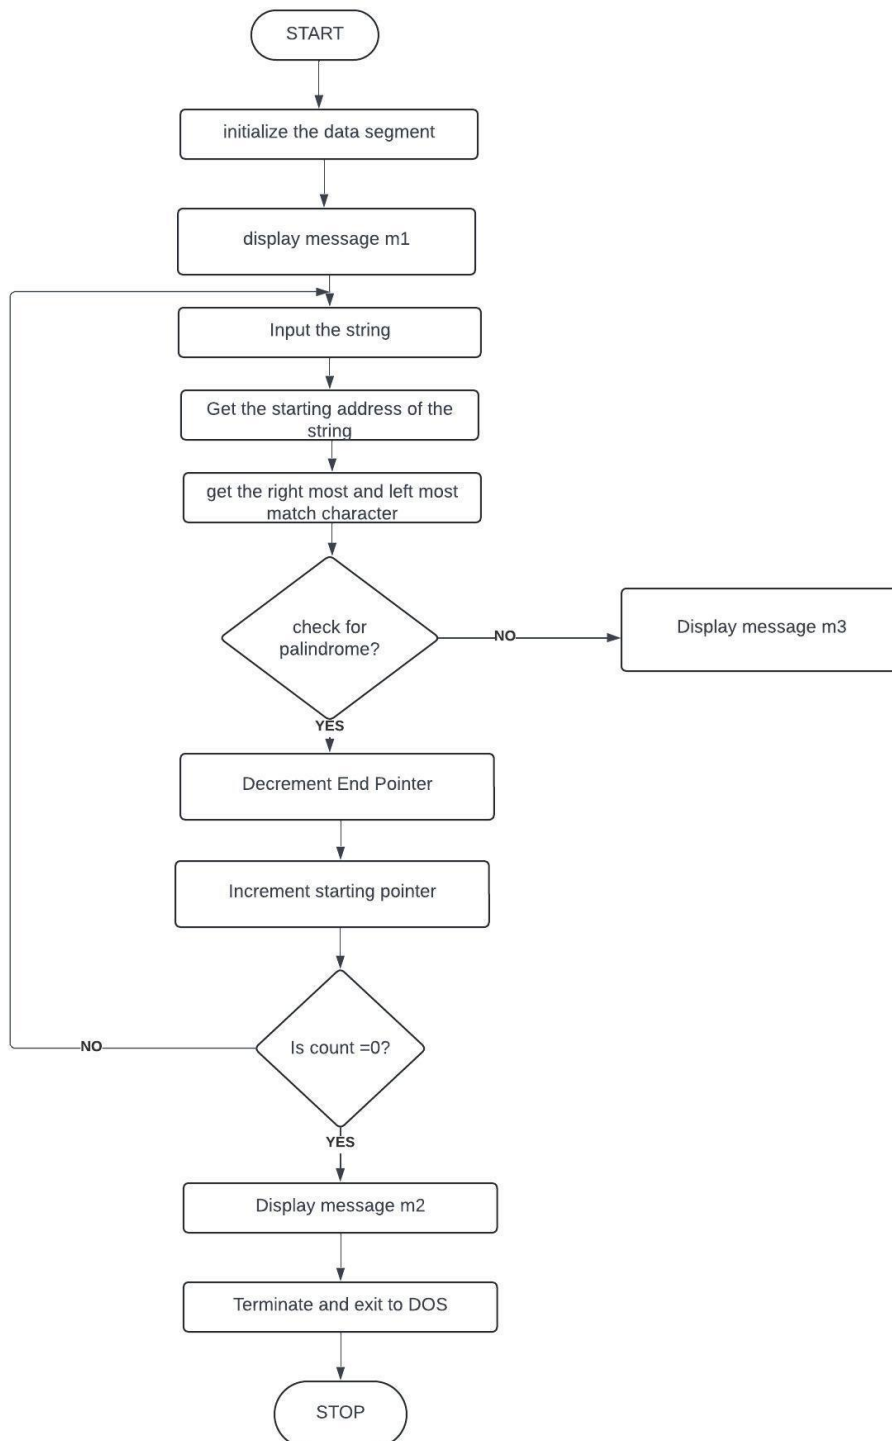 START
initialize the data segment
display message m1
Input the string
Get the starting address of the
string
get the right most and left most
match character
check for
palindrome?
NO
Display message m3
YES
Decrement End Pointer
Increment starting pointer
Is count =0?
NO
YES
Display message m2
Terminate and exit to DOS
STOP